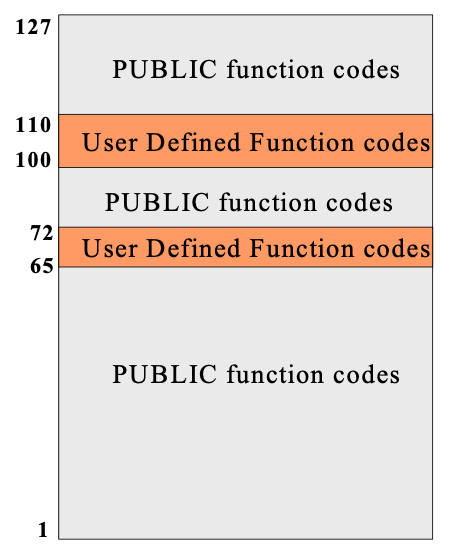 127
PUBLIC function codes
110
User Defined Function codes
100
PUBLIC function codes
72
User Defined Function codes
65
PUBLIC function codes
1